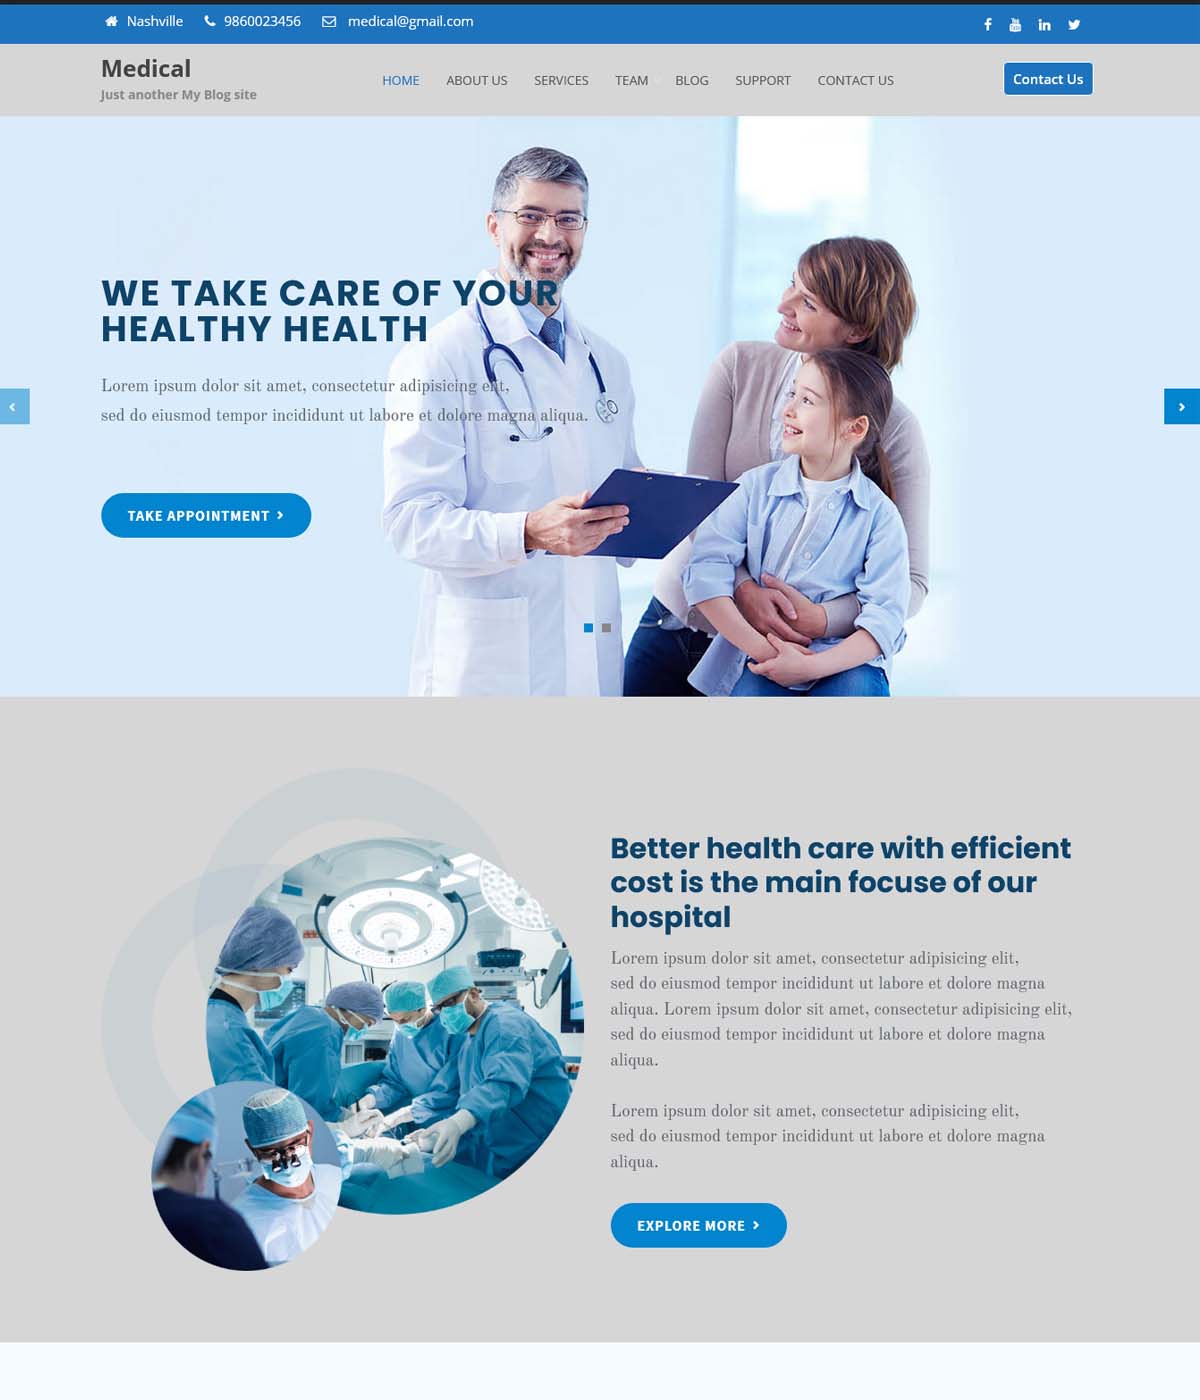 Nashville 9860023456 medical@gmail.com
Medical
Just another My Blog site
HOME ABOUT US SERVICES TEAM BLOG SUPPORT CONTACT US
Contact Us
WE TAKE CARE OF YOUR
HEALTHY HEALTH
Lorem ipsum dolor sit amet, consectetur adipisicing elit,
sed do eiusmod tempor incididunt ut labore et dolore magna aliqua.
TAKE APPOINTMENT
Better health care with efficient
cost is the main focuse of our
hospital
Lorem ipsum dolor sit amet, consectetur adipisicing elit,
sed do eiusmod tempor incididunt ut labore et dolore magna
aliqua. Lorem ipsum dolor sit amet, consectetur adipisicing elit,
sed do eiusmod tempor incididunt ut labore et dolore magna
aliqua.
Lorem ipsum dolor sit amet, consectetur adipisicing elit,
sed do eiusmod tempor incididunt ut labore et dolore magna
aliqua.
EXPLORE MORE